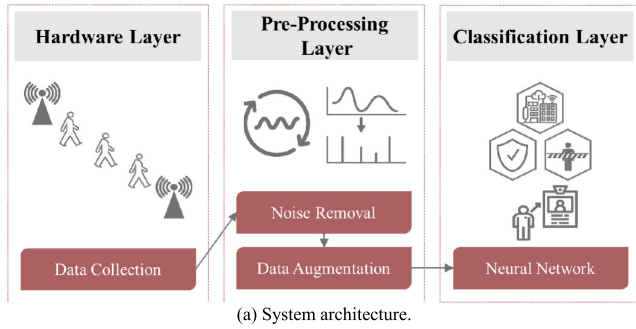 Hardware Layer
Pre-Processing
Layer
Classification Layer
Noise Removal
Data Collection
Data Augmentation
Neural Network
(a) System architecture.